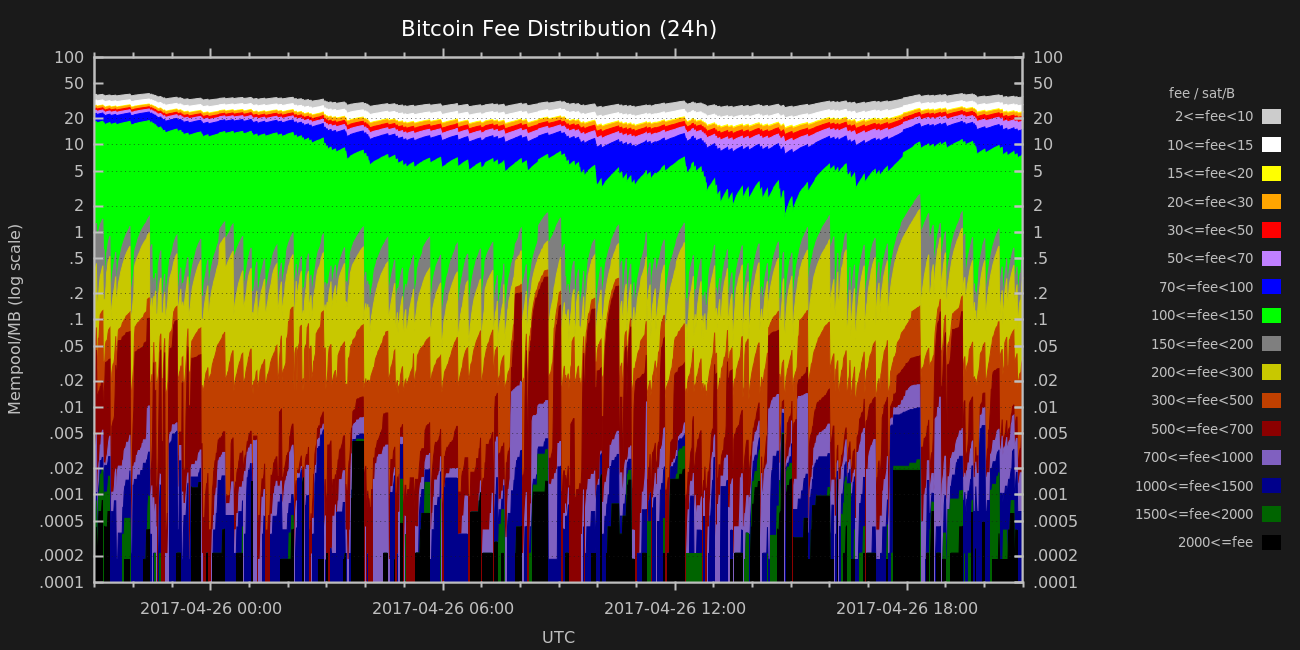 Bitcoin Fee Distribution (24h)
Mempool/MB (log scale)
100
50
20
10
5
2
1
.5
.2
.1
.05
.02
.01
.005
.002
.001
.0005
.0002
.0001
100
50
20
10
5
2
1
.5
.2
.1
.05
.02
.01
.005
.002
.001
.0005
.0002
.0001
2017-04-26 00:00
2017-04-26 06:00
2017-04-26 12:00
2017-04-26 18:00
UTC
fee / sat/B
2<=fee<10
10<=fee<15
15<=fee<20
20<=fee<30
30<=fee<50
50<=fee<70
70<=fee<100
100<=fee<150
150<=fee<200
200<=fee<300
300<=fee<500
500<=fee<700
700<=fee<1000
1000<=fee<1500
1500<=fee<2000
2000<=fee